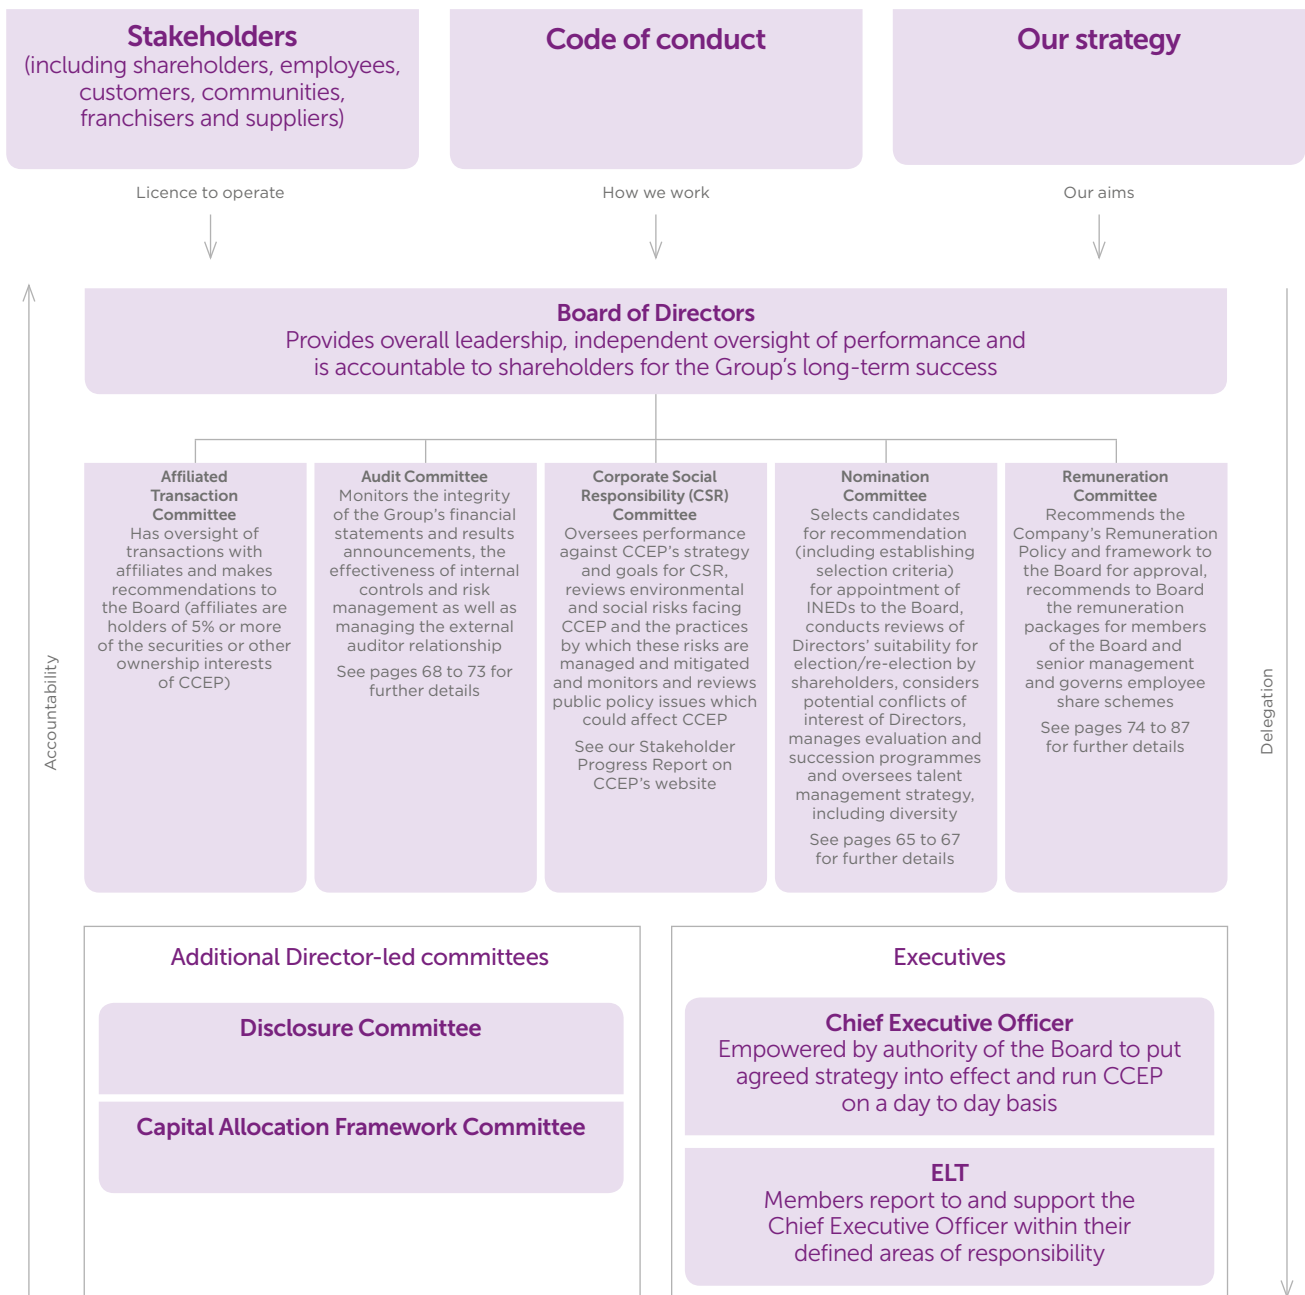 Stakeholders
(including shareholders, employees,
customers, communities,
franchisers and suppliers)
Code of conduct
Our strategy
Licence to operate
How we work
Our aims
Accountability
Delegation
Board of Directors
Provides overall leadership, independent oversight of performance and
is accountable to shareholders for the Group's long-term success
Affiliated
Transaction
Committee
Has oversight of
transactions with
affiliates and makes
recommendations to
the Board (affiliates are
holders of 5% or more
of the securities or other
ownership interests
of CCEP)
Audit Committee
Monitors the integrity
of the Group's financial
statements and results
announcements, the
effectiveness of internal
controls and risk
management as well as
managing the external
auditor relationship
See pages 68 to 73 for
further details
Corporate Social
Responsibility (CSR)
Committee
Oversees performance
against CCEP's strategy
and goals for CSR,
reviews environmental
and social risks facing
CCEP and the practices
by which these risks are
managed and mitigated
and monitors and reviews
public policy issues which
could affect CCEP
See our Stakeholder
Progress Report on
CCEP's website
Nomination
Committee
Selects candidates
for recommendation
(including establishing
selection criteria)
for appointment of
INEDs to the Board,
conducts reviews of
Directors' suitability for
election/re-election by
shareholders, considers
potential conflicts of
interest of Directors,
manages evaluation and
succession programmes
and oversees talent
management strategy,
including diversity
See pages 65 to 67
for further details
Remuneration
Committee
Recommends the
Company's Remuneration
Policy and framework to
the Board for approval,
recommends to Board
the remuneration
packages for members
of the Board and
senior management
and governs employee
share schemes
See pages 74 to 87
for further details
Additional Director-led committees
Disclosure Committee
Capital Allocation Framework Committee
Executives
Chief Executive Officer
Empowered by authority of the Board to put
agreed strategy into effect and run CCEP
on a day to day basis
ELT
Members report to and support the
Chief Executive Officer within their
defined areas of responsibility